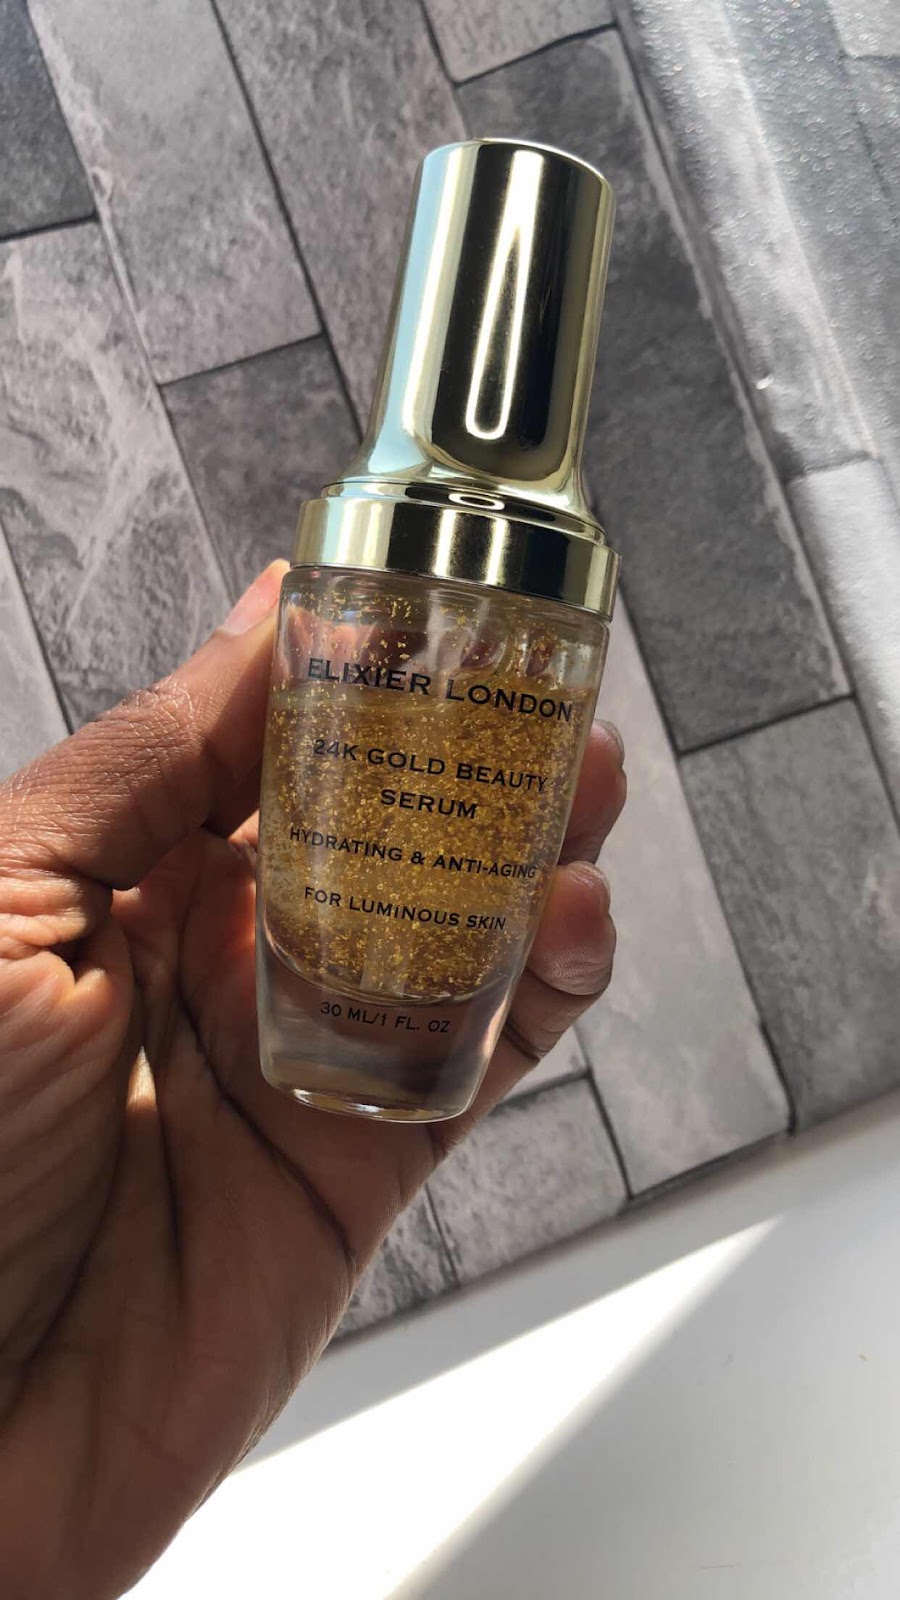 ELIXIER LONDON
24K GOLD BEAUTY
SERUM
HYDRATING & ANTI-AGING
FOR LUMINOUS SKIN
30 ML/1 FL. OZ